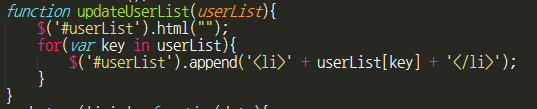 function updateUserList(userList){
$('#userList').html("");
for(var key in userList){
$('#userList').append('<li>' + userList[key] + '</li>');
}
}